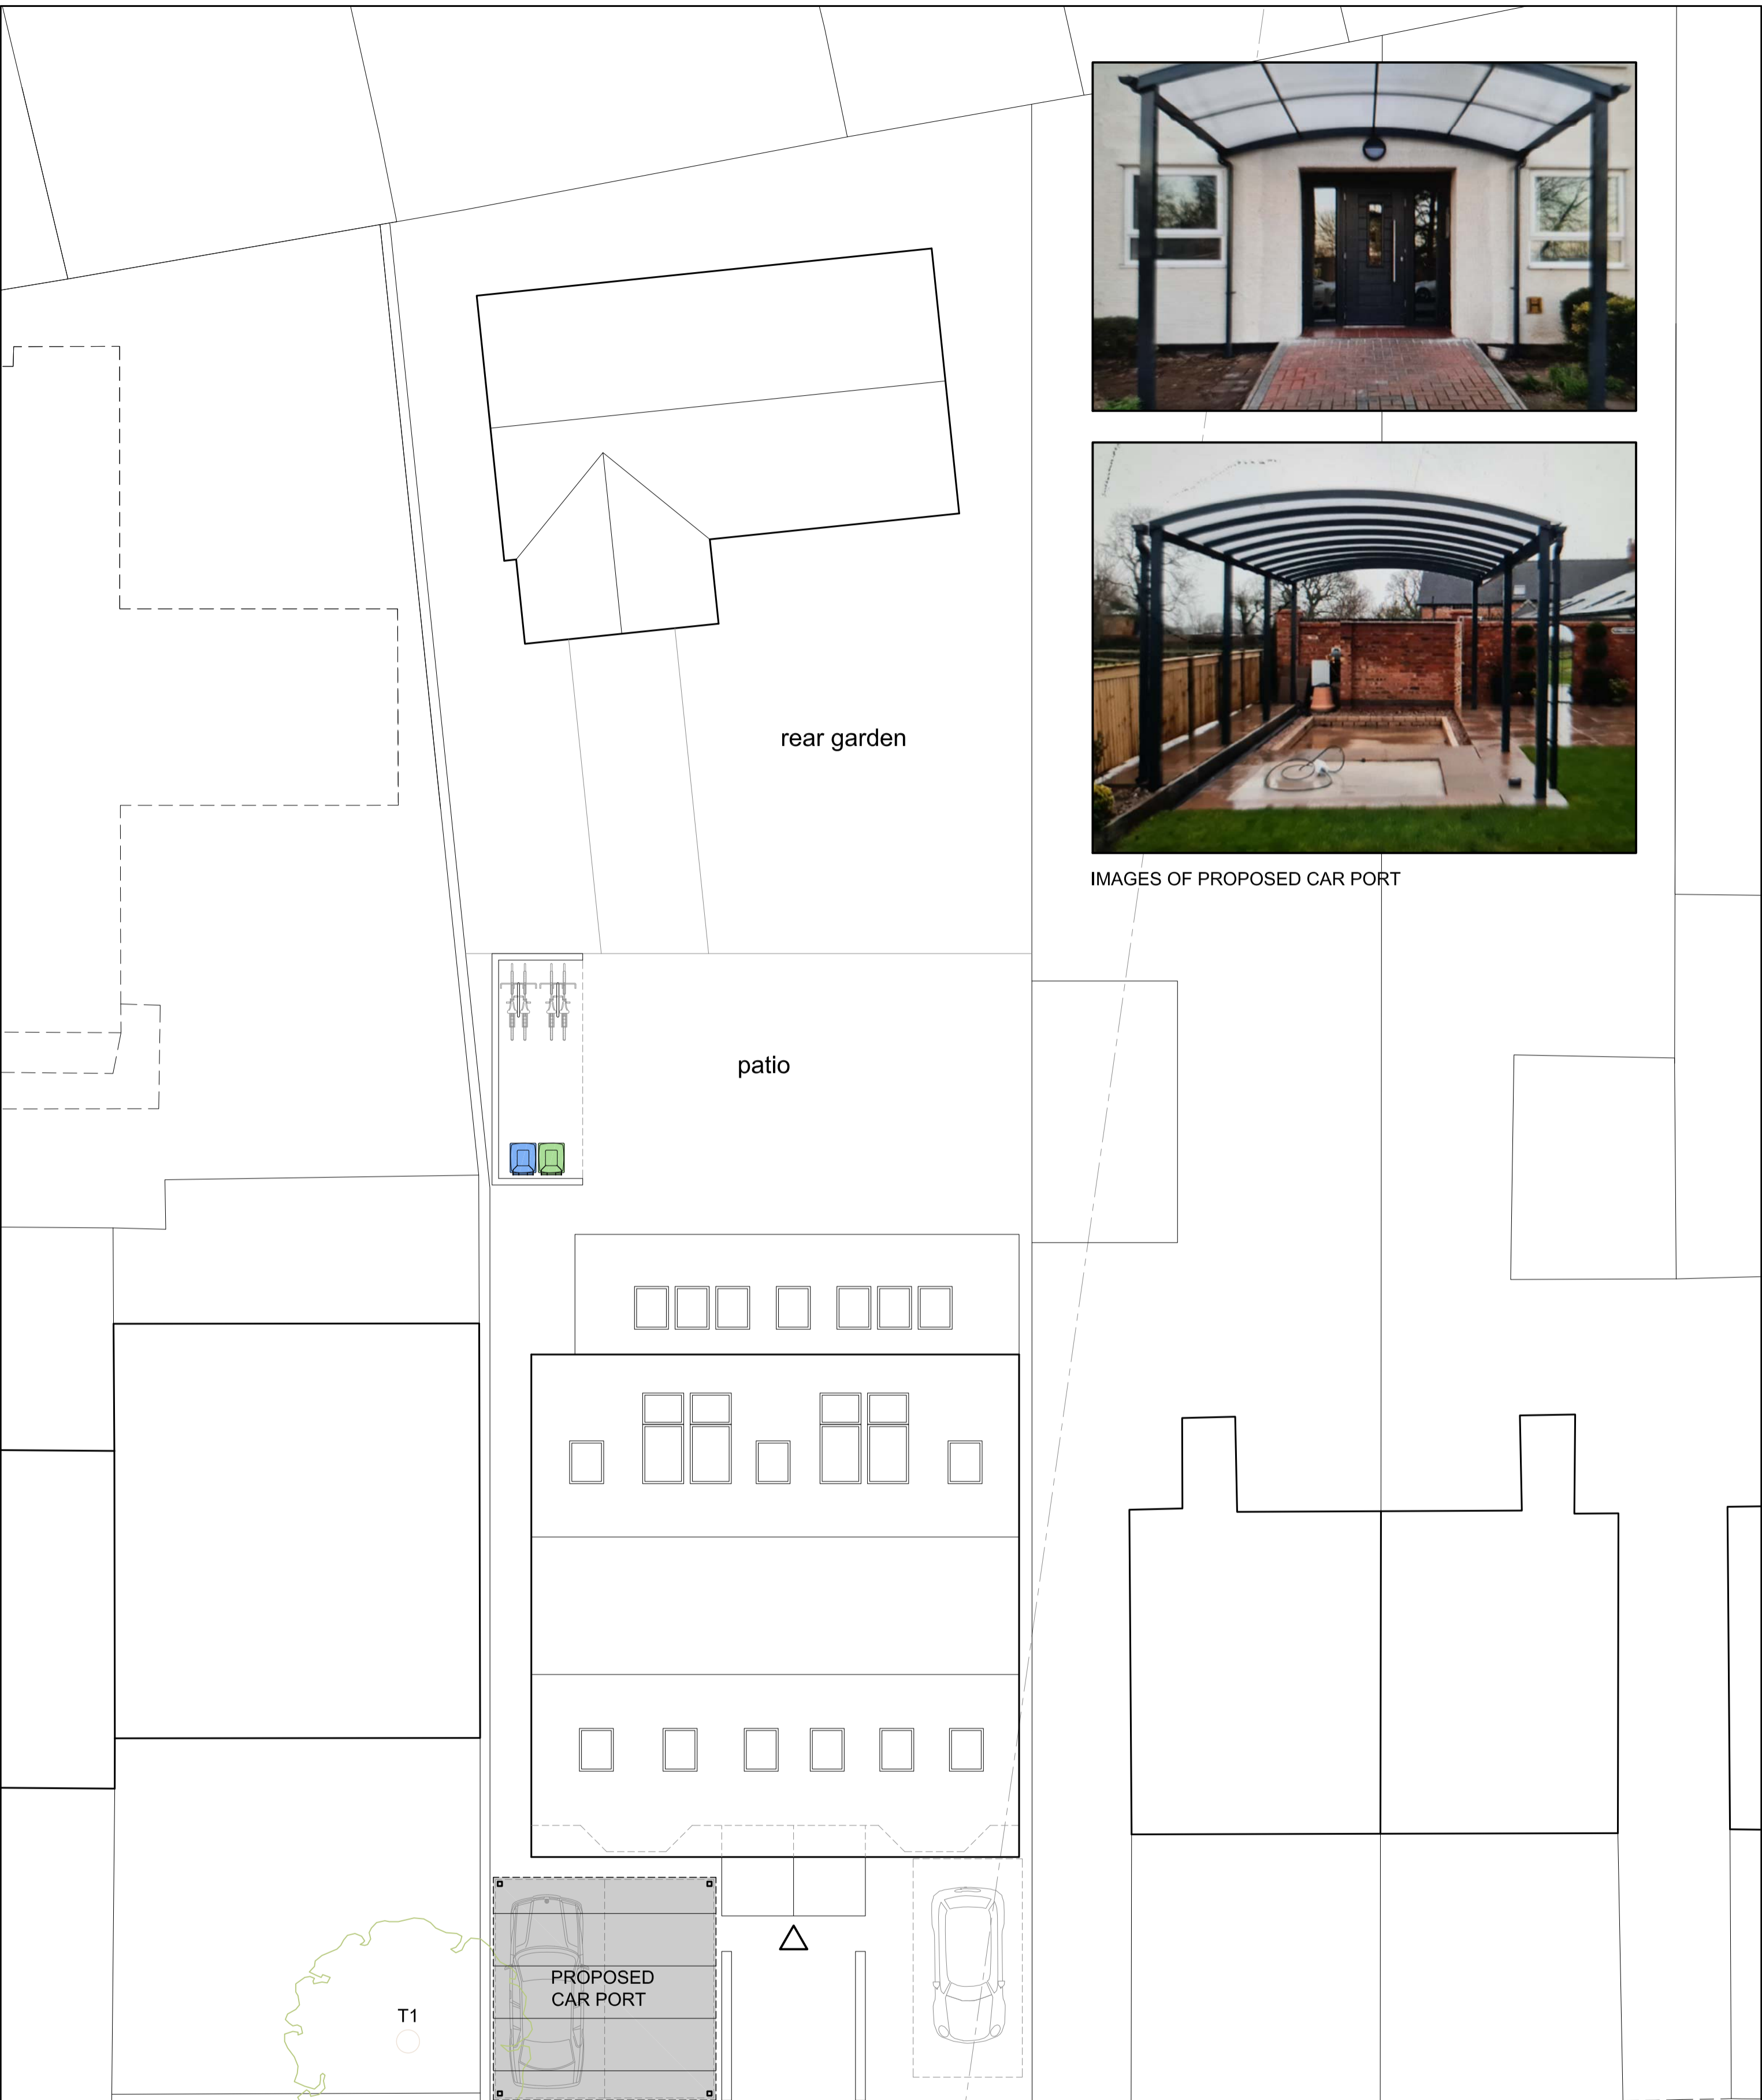 IMAGES OF PROPOSED CAR PORT
rear garden
patio
PROPOSED
CAR PORT
T1